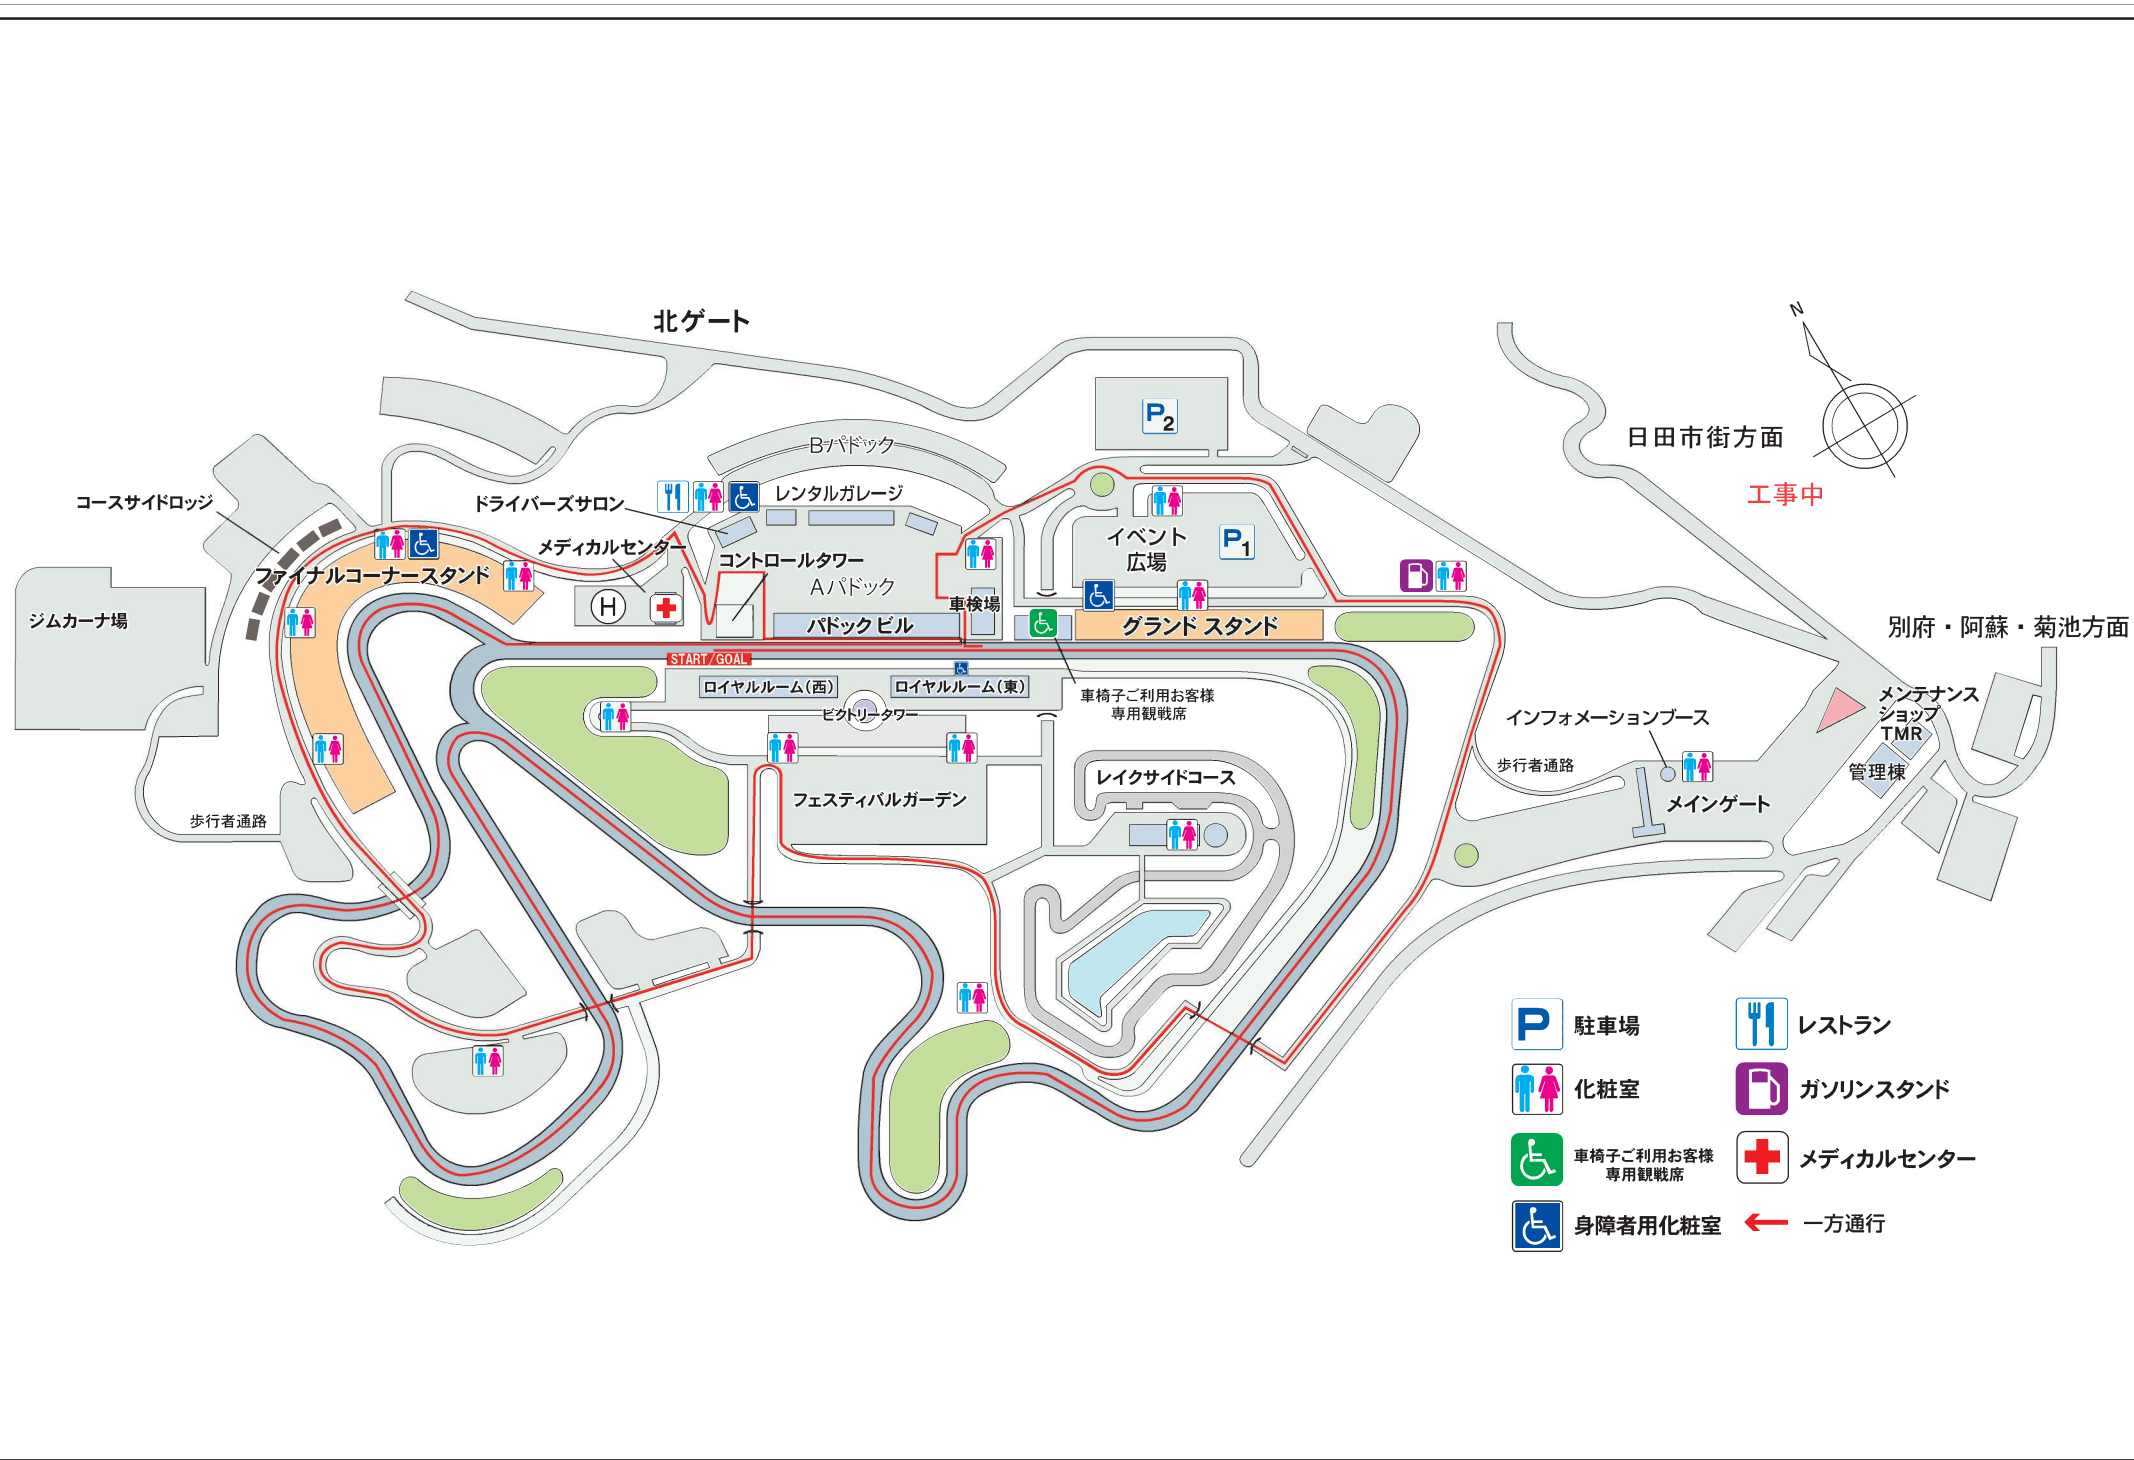 北ゲート
N
P2
日田市街方面
工事中
Bパドック
レンタルガレージ
コースサイドロッジ
ドライバーズサロン
メディカルセンター
コントロールタワー
Aパドック
イベント
広場
P1
ファイナルコーナースタンド
H
車検場
ジムカーナ場
パドックビル
グランド スタンド
別府・阿蘇・菊池方面
START/GOAL
ロイヤルルーム(西)
ロイヤルルーム(東)
車椅子ご利用お客様
専用観戦席
ビクトリータワー
メンテナンス
ショップ
TMR
インフォメーションブース
歩行者通路
管理棟
レイクサイドコース
フェスティバルガーデン
メインゲート
歩行者通路
P 駐車場
レストラン
化粧室
ガソリンスタンド
車椅子ご利用お客様
専用観戦席
メディカルセンター
身障者用化粧室
一方通行